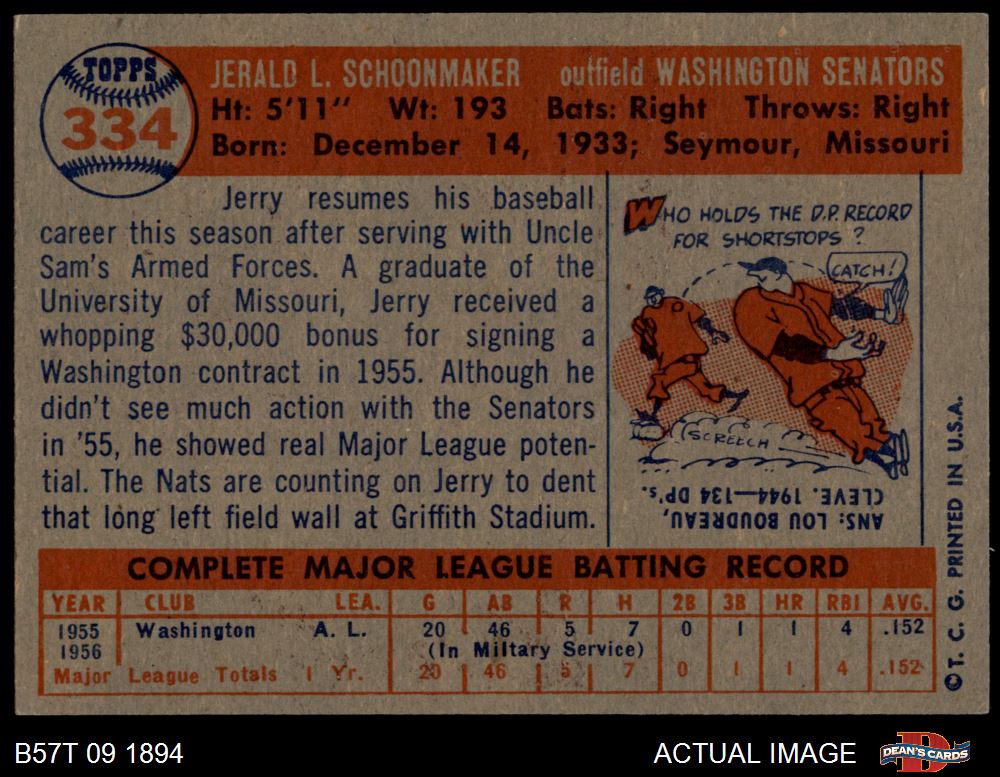 TOPPS
334
JERALD L. SCHOONMAKER outfield WASHINGTON SENATORS
Ht: 5'11" Wt: 193 Bats: Right Throws: Right
Born: December 14, 1933; Seymour, Missouri
Jerry resumes his baseball
career this season after serving with Uncle
Sam's Armed Forces. A graduate of the
University of Missouri, Jerry received a
whopping $30,000 bonus for signing a
Washington contract in 1955. Although he
didn't see much action with the Senators
in '55, he showed real Major League poten-
tial. The Nats are counting on Jerry to dent
that long left field wall at Griffith Stadium.
WHO HOLDS THE D.P. RECORD
FOR SHORTSTOPS ?
CATCH!
SCREECH
ANS: LOU BOUDREAU,
CLEVE. 1944—134 DP's.
COMPLETE MAJOR LEAGUE BATTING RECORD
YEAR CLUB LEA. G AB R H 2B 3B HR RBI AVG.
1955 Washington A. L. 20 46 5 7 0 1 1 4 .152
1956 (In Military Service)
Major League Totals 1 Yr. 20 46 5 7 0 1 1 4 .152
©T. C. G. PRINTED IN U.S.A.
B57T 09 1894
ACTUAL IMAGE
DEAN'S CARDS